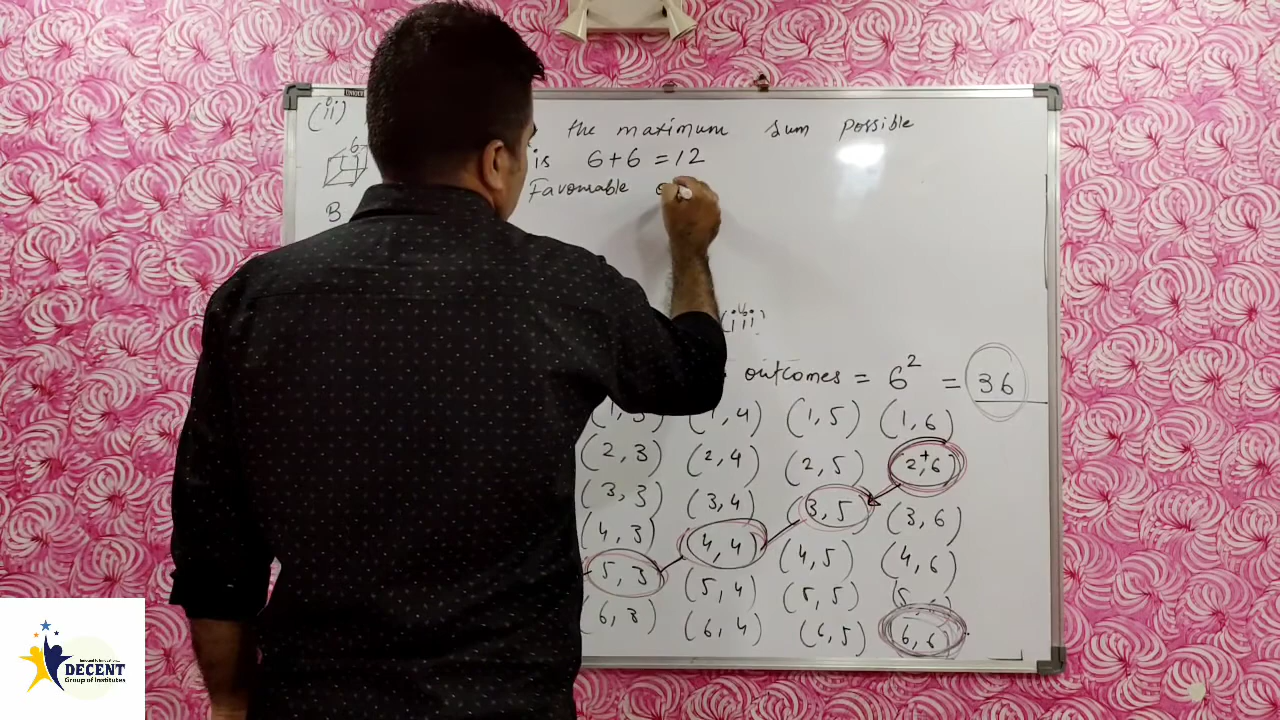 (ii)
the maximum sum possible
6
is 6+6 = 12
B
Favourable
(iii)
outcomes = 6² = 36
(1,3) (1,4) (1,5) (1,6)
(2,3) (2,4) (2,5) (2,6)
+
(3,3) (3,4) (3,5) (3,6)
(4,3) (4,4) (4,5) (4,6)
(5,3) (5,4) (5,5) (5
(6,3) (6,4) (6,5) (6,6)
DECENT
Group of Institutes